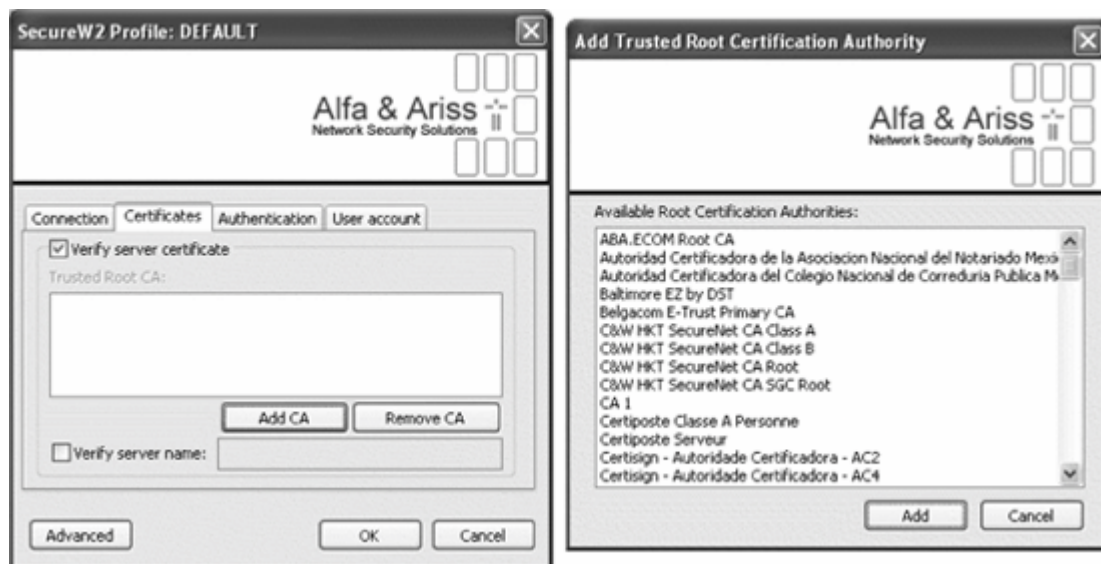 SecureW2 Profile: DEFAULT
Alfa & Ariss
Network Security Solutions
Connection Certificates Authentication User account
Verify server certificate
Trusted Root CA:
Add CA Remove CA
Verify server name:
Advanced OK Cancel
Add Trusted Root Certification Authority
Alfa & Ariss
Network Security Solutions
Available Root Certification Authorities:
ABA.ECOM Root CA
Autoridad Certificadora de la Asociacion Nacional del Notariado Mexi
Autoridad Certificadora del Colegio Nacional de Correduria Publica M
Baltimore EZ by DST
Belgacom E-Trust Primary CA
C&W HKT SecureNet CA Class A
C&W HKT SecureNet CA Class B
C&W HKT SecureNet CA Root
C&W HKT SecureNet CA SGC Root
CA 1
Certiposte Classe A Personne
Certiposte Serveur
Certisign - Autoridade Certificadora - AC2
Certisign - Autoridade Certificadora - AC4
Add Cancel